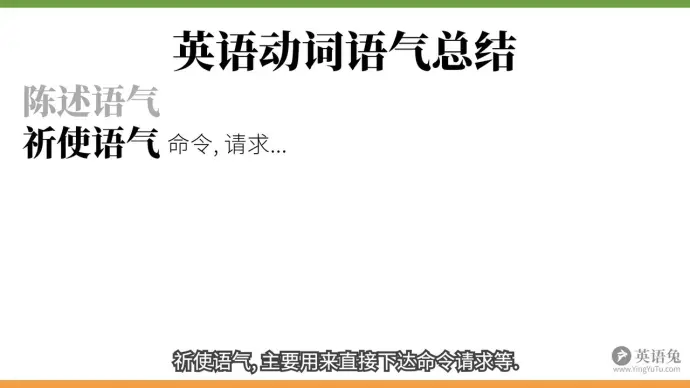 英语动词语气总结
陈述语气
祈使语气 命令, 请求...
祈使语气, 主要用来直接下达命令请求等.
英语兔
www.YingYuTu.com